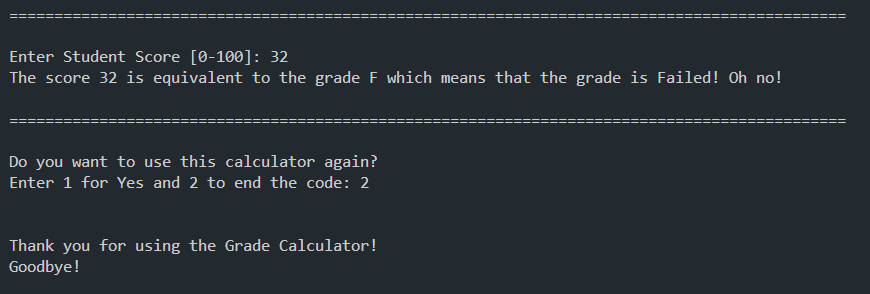 =============================================================================================
Enter Student Score [0-100]: 32
The score 32 is equivalent to the grade F which means that the grade is Failed! Oh no!
=============================================================================================
Do you want to use this calculator again?
Enter 1 for Yes and 2 to end the code: 2
Thank you for using the Grade Calculator!
Goodbye!